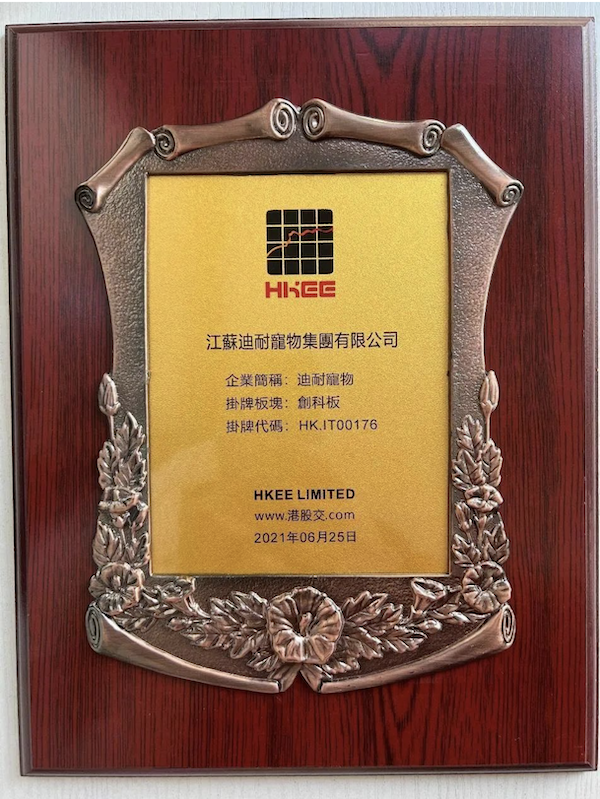 HKEE
江蘇迪耐寵物集團有限公司
企業簡稱：迪耐寵物
掛牌板塊：創科板
掛牌代碼：HK.IT00176
HKEE LIMITED
www.港股交.com
2021年06月25日